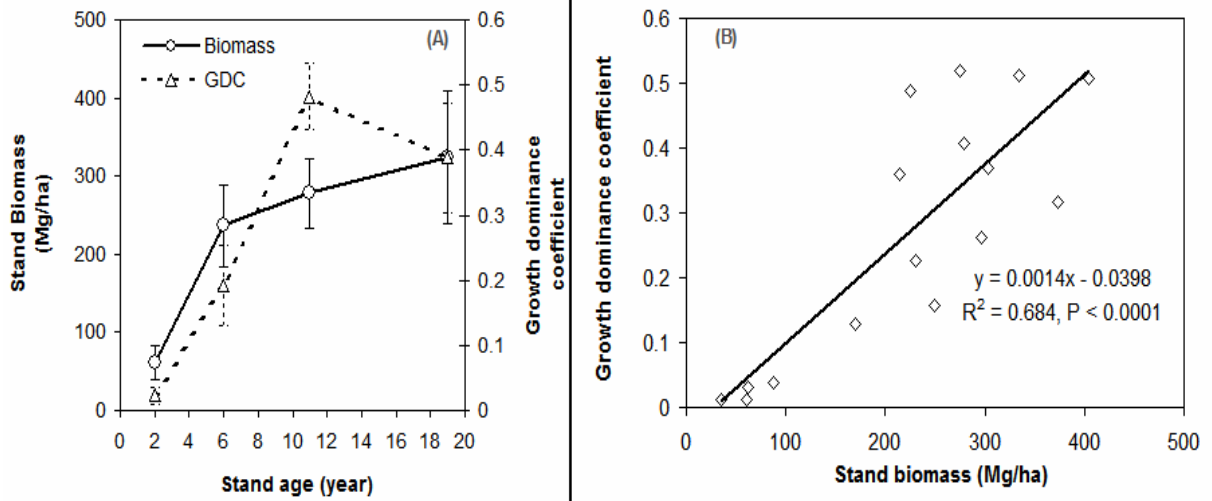 500
400
300
200
100
0
Stand Biomass
(Mg/ha)
(A)
Biomass
GDC
0.6
0.5
0.4
0.3
0.2
0.1
0
Growth dominance
coefficient
0 2 4 6 8 10 12 14 16 18 20
Stand age (year)
0.6
0.5
0.4
0.3
0.2
0.1
0
Growth dominance coefficient
(B)
y = 0.0014x - 0.0398
R² = 0.684, P < 0.0001
0 100 200 300 400 500
Stand biomass (Mg/ha)